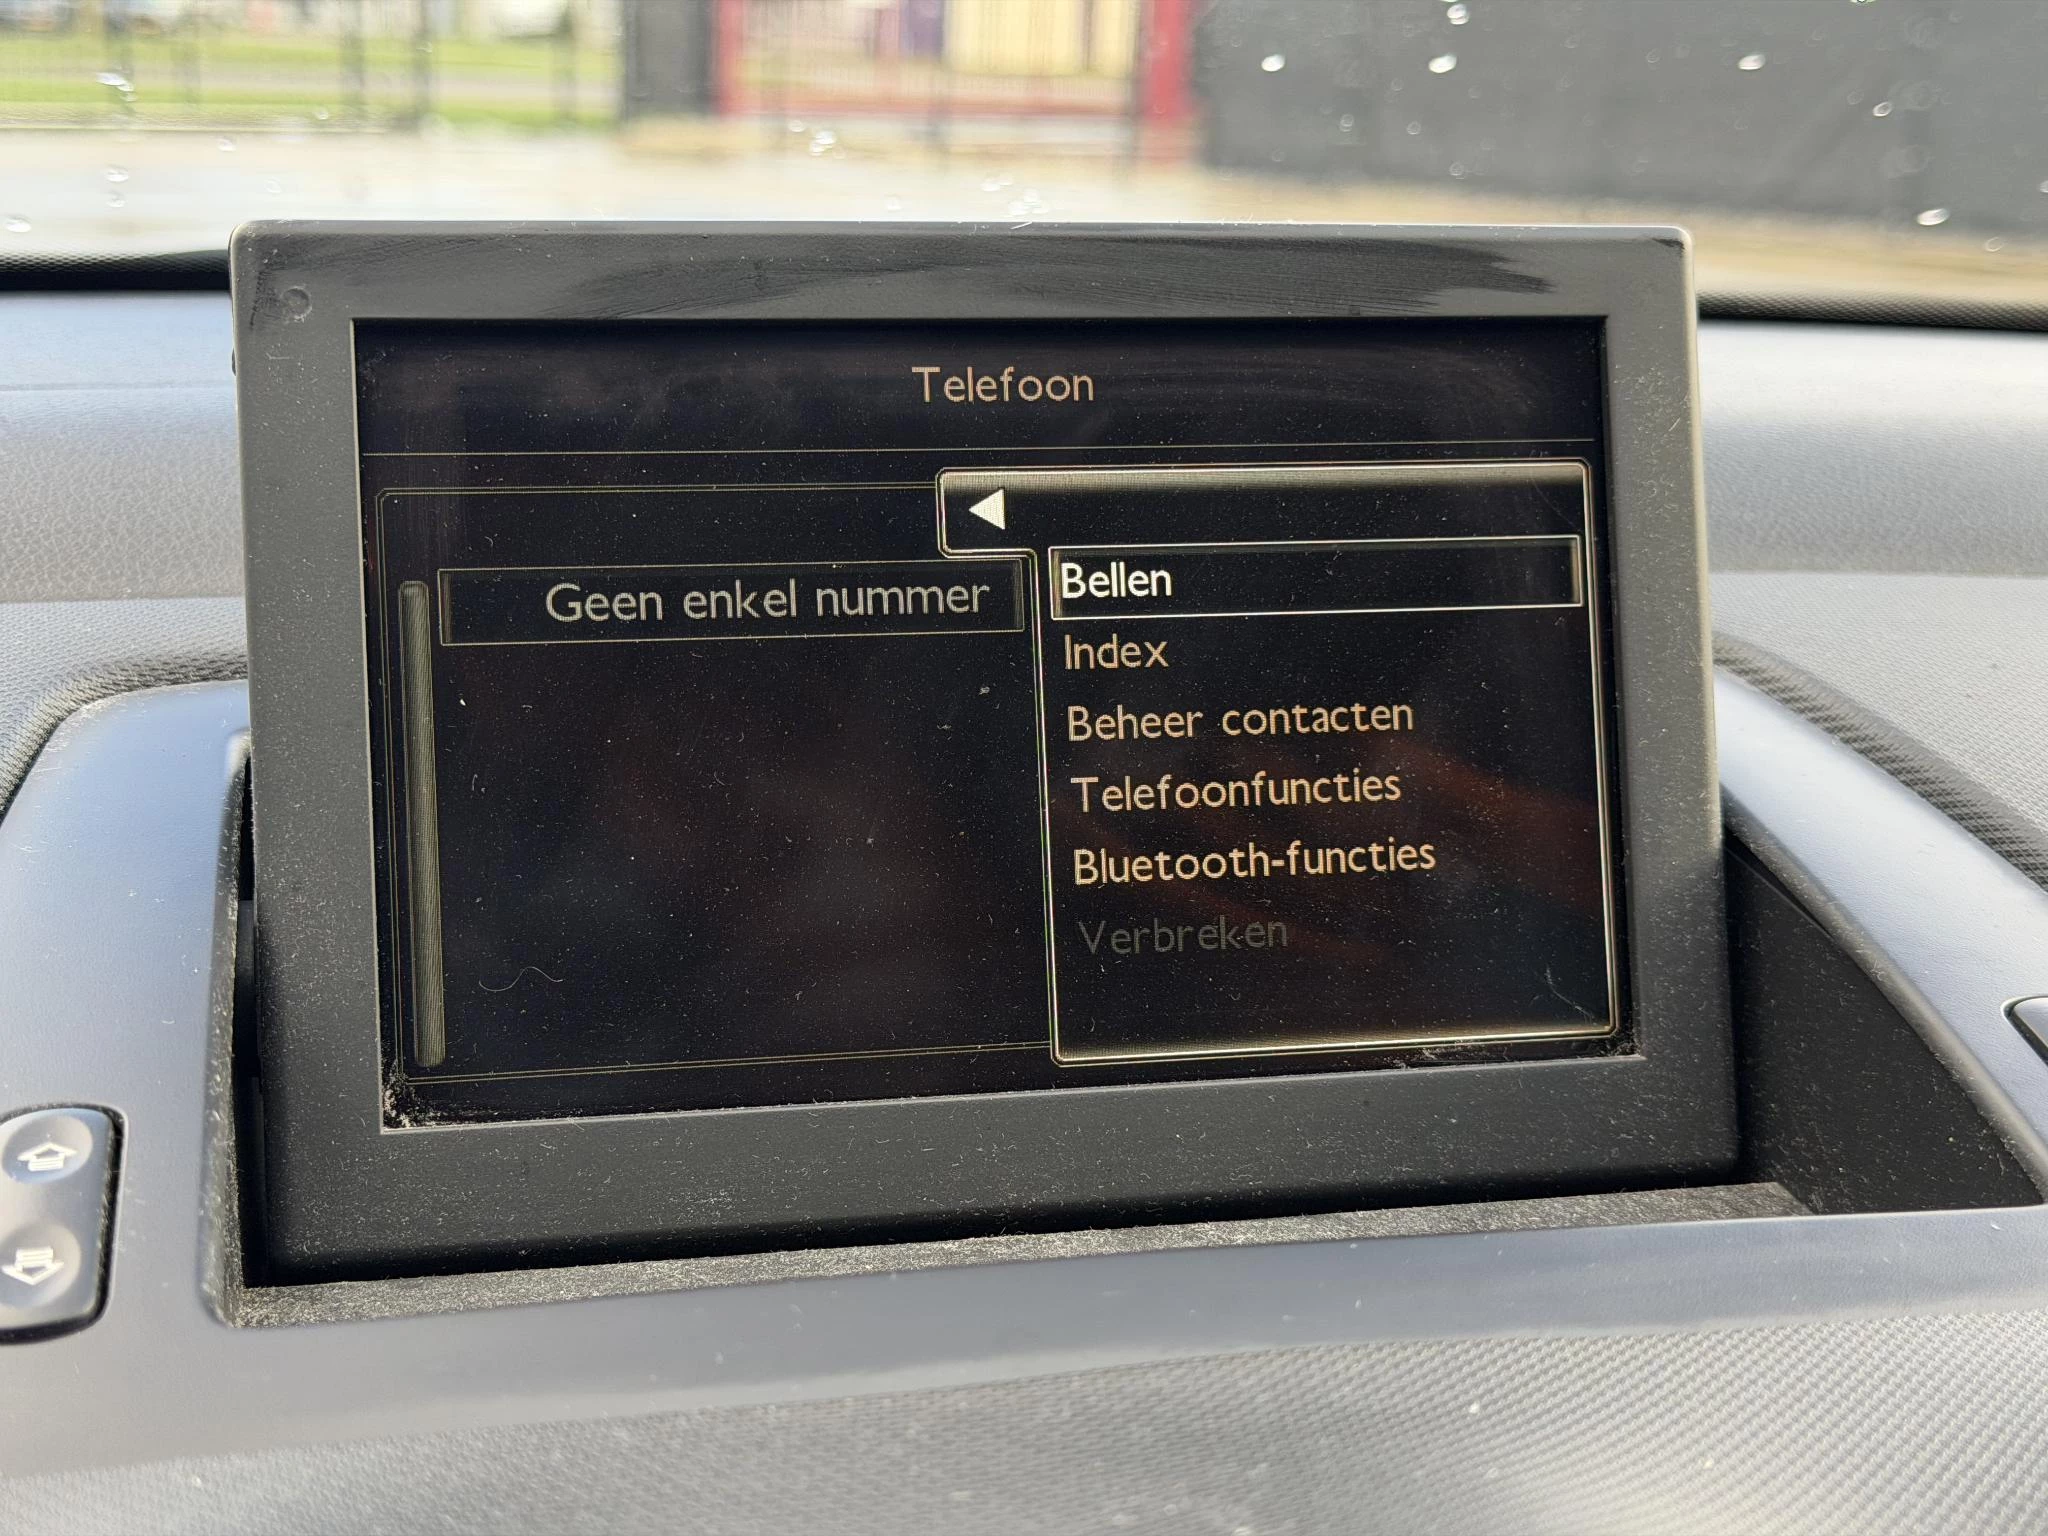 Telefoon
Geen enkel nummer
Bellen
Index
Beheer contacten
Telefoonfuncties
Bluetooth-functies
Verbreken